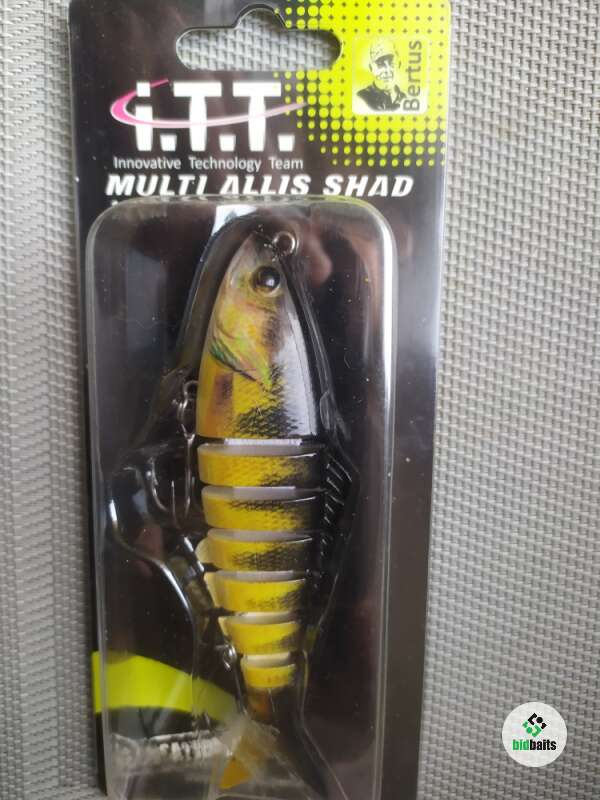 i.T.T.
Innovative Technology Team
MULTI ALLIS SHAD
Bertus
bidbaits